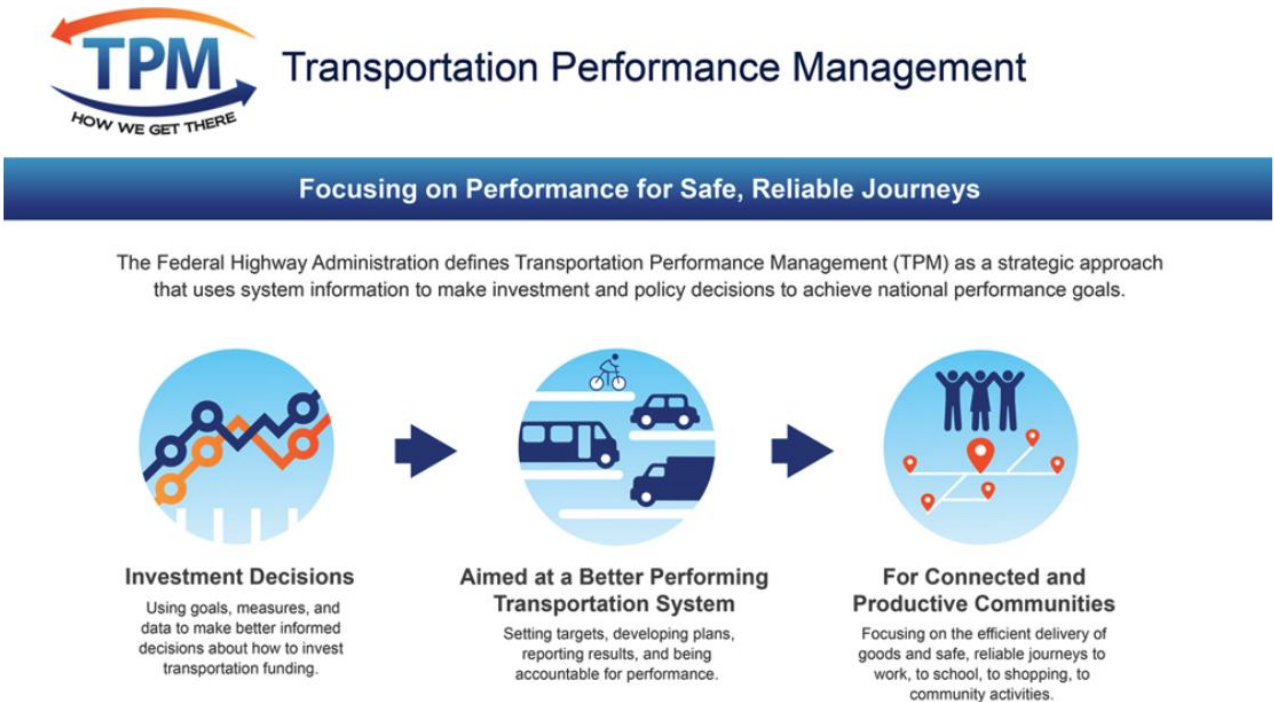 TPM
HOW WE GET THERE
Transportation Performance Management
Focusing on Performance for Safe, Reliable Journeys
The Federal Highway Administration defines Transportation Performance Management (TPM) as a strategic approach
that uses system information to make investment and policy decisions to achieve national performance goals.
Investment Decisions
Using goals, measures, and
data to make better informed
decisions about how to invest
transportation funding.
Aimed at a Better Performing
Transportation System
Setting targets, developing plans,
reporting results, and being
accountable for performance.
For Connected and
Productive Communities
Focusing on the efficient delivery of
goods and safe, reliable journeys to
work, to school, to shopping, to
community activities.